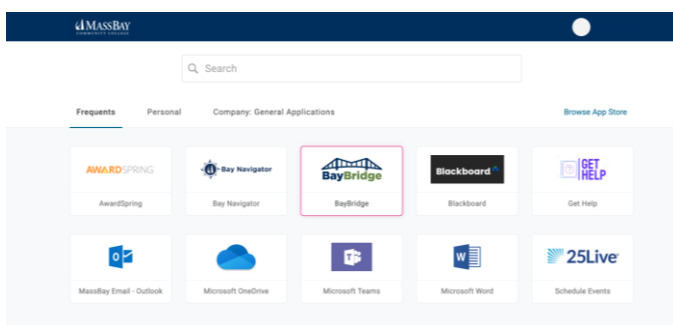 MASSBAY
COMMUNITY COLLEGE
Search
Frequents Personal Company: General Applications Browse App Store
AWARDSPRING Bay Navigator BayBridge Blackboard GET HELP
AwardSpring Bay Navigator BayBridge Blackboard Get Help
25Live
MassBay Email - Outlook Microsoft OneDrive Microsoft Teams Microsoft Word Schedule Events